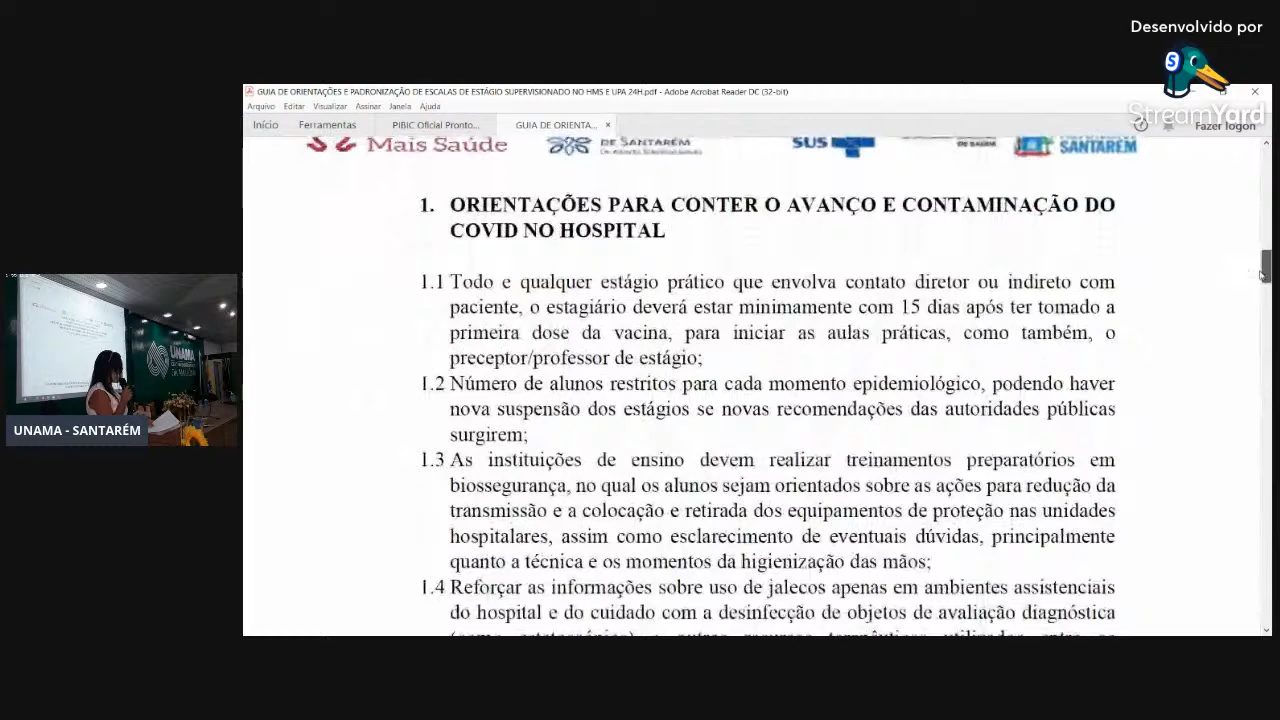 Desenvolvido por
StreamYard
GUIA DE ORIENTAÇÕES E PADRONIZAÇÃO DE ESCALAS DE ESTÁGIO SUPERVISIONADO NO HMS E UPA 24H.pdf - Adobe Acrobat Reader DC (32-bit)
Arquivo Editar Visualizar Assinar Janela Ajuda
Início Ferramentas PIBIC Oficial Pronto... GUIA DE ORIENTA... × Fazer logon
Mais Saúde DE SANTARÉM SUS DE SAÚDE SANTARÉM
1. ORIENTAÇÕES PARA CONTER O AVANÇO E CONTAMINAÇÃO DO
COVID NO HOSPITAL
1.1 Todo e qualquer estágio prático que envolva contato diretor ou indireto com
paciente, o estagiário deverá estar minimamente com 15 dias após ter tomado a
primeira dose da vacina, para iniciar as aulas práticas, como também, o
preceptor/professor de estágio;
1.2 Número de alunos restritos para cada momento epidemiológico, podendo haver
nova suspensão dos estágios se novas recomendações das autoridades públicas
surgirem;
1.3 As instituições de ensino devem realizar treinamentos preparatórios em
biossegurança, no qual os alunos sejam orientados sobre as ações para redução da
transmissão e a colocação e retirada dos equipamentos de proteção nas unidades
hospitalares, assim como esclarecimento de eventuais dúvidas, principalmente
quanto a técnica e os momentos da higienização das mãos;
1.4 Reforçar as informações sobre uso de jalecos apenas em ambientes assistenciais
do hospital e do cuidado com a desinfecção de objetos de avaliação diagnóstica
UNAMA
UNAMA - SANTARÉM